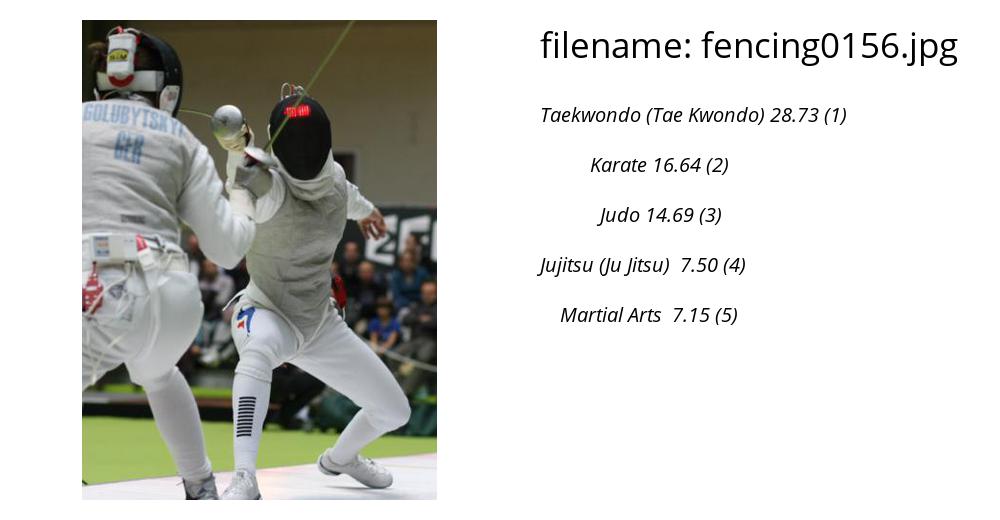 filename: fencing0156.jpg
Taekwondo (Tae Kwondo) 28.73 (1)
Karate 16.64 (2)
Judo 14.69 (3)
Jujitsu (Ju Jitsu) 7.50 (4)
Martial Arts 7.15 (5)
GOLUBYTSKYI
GER